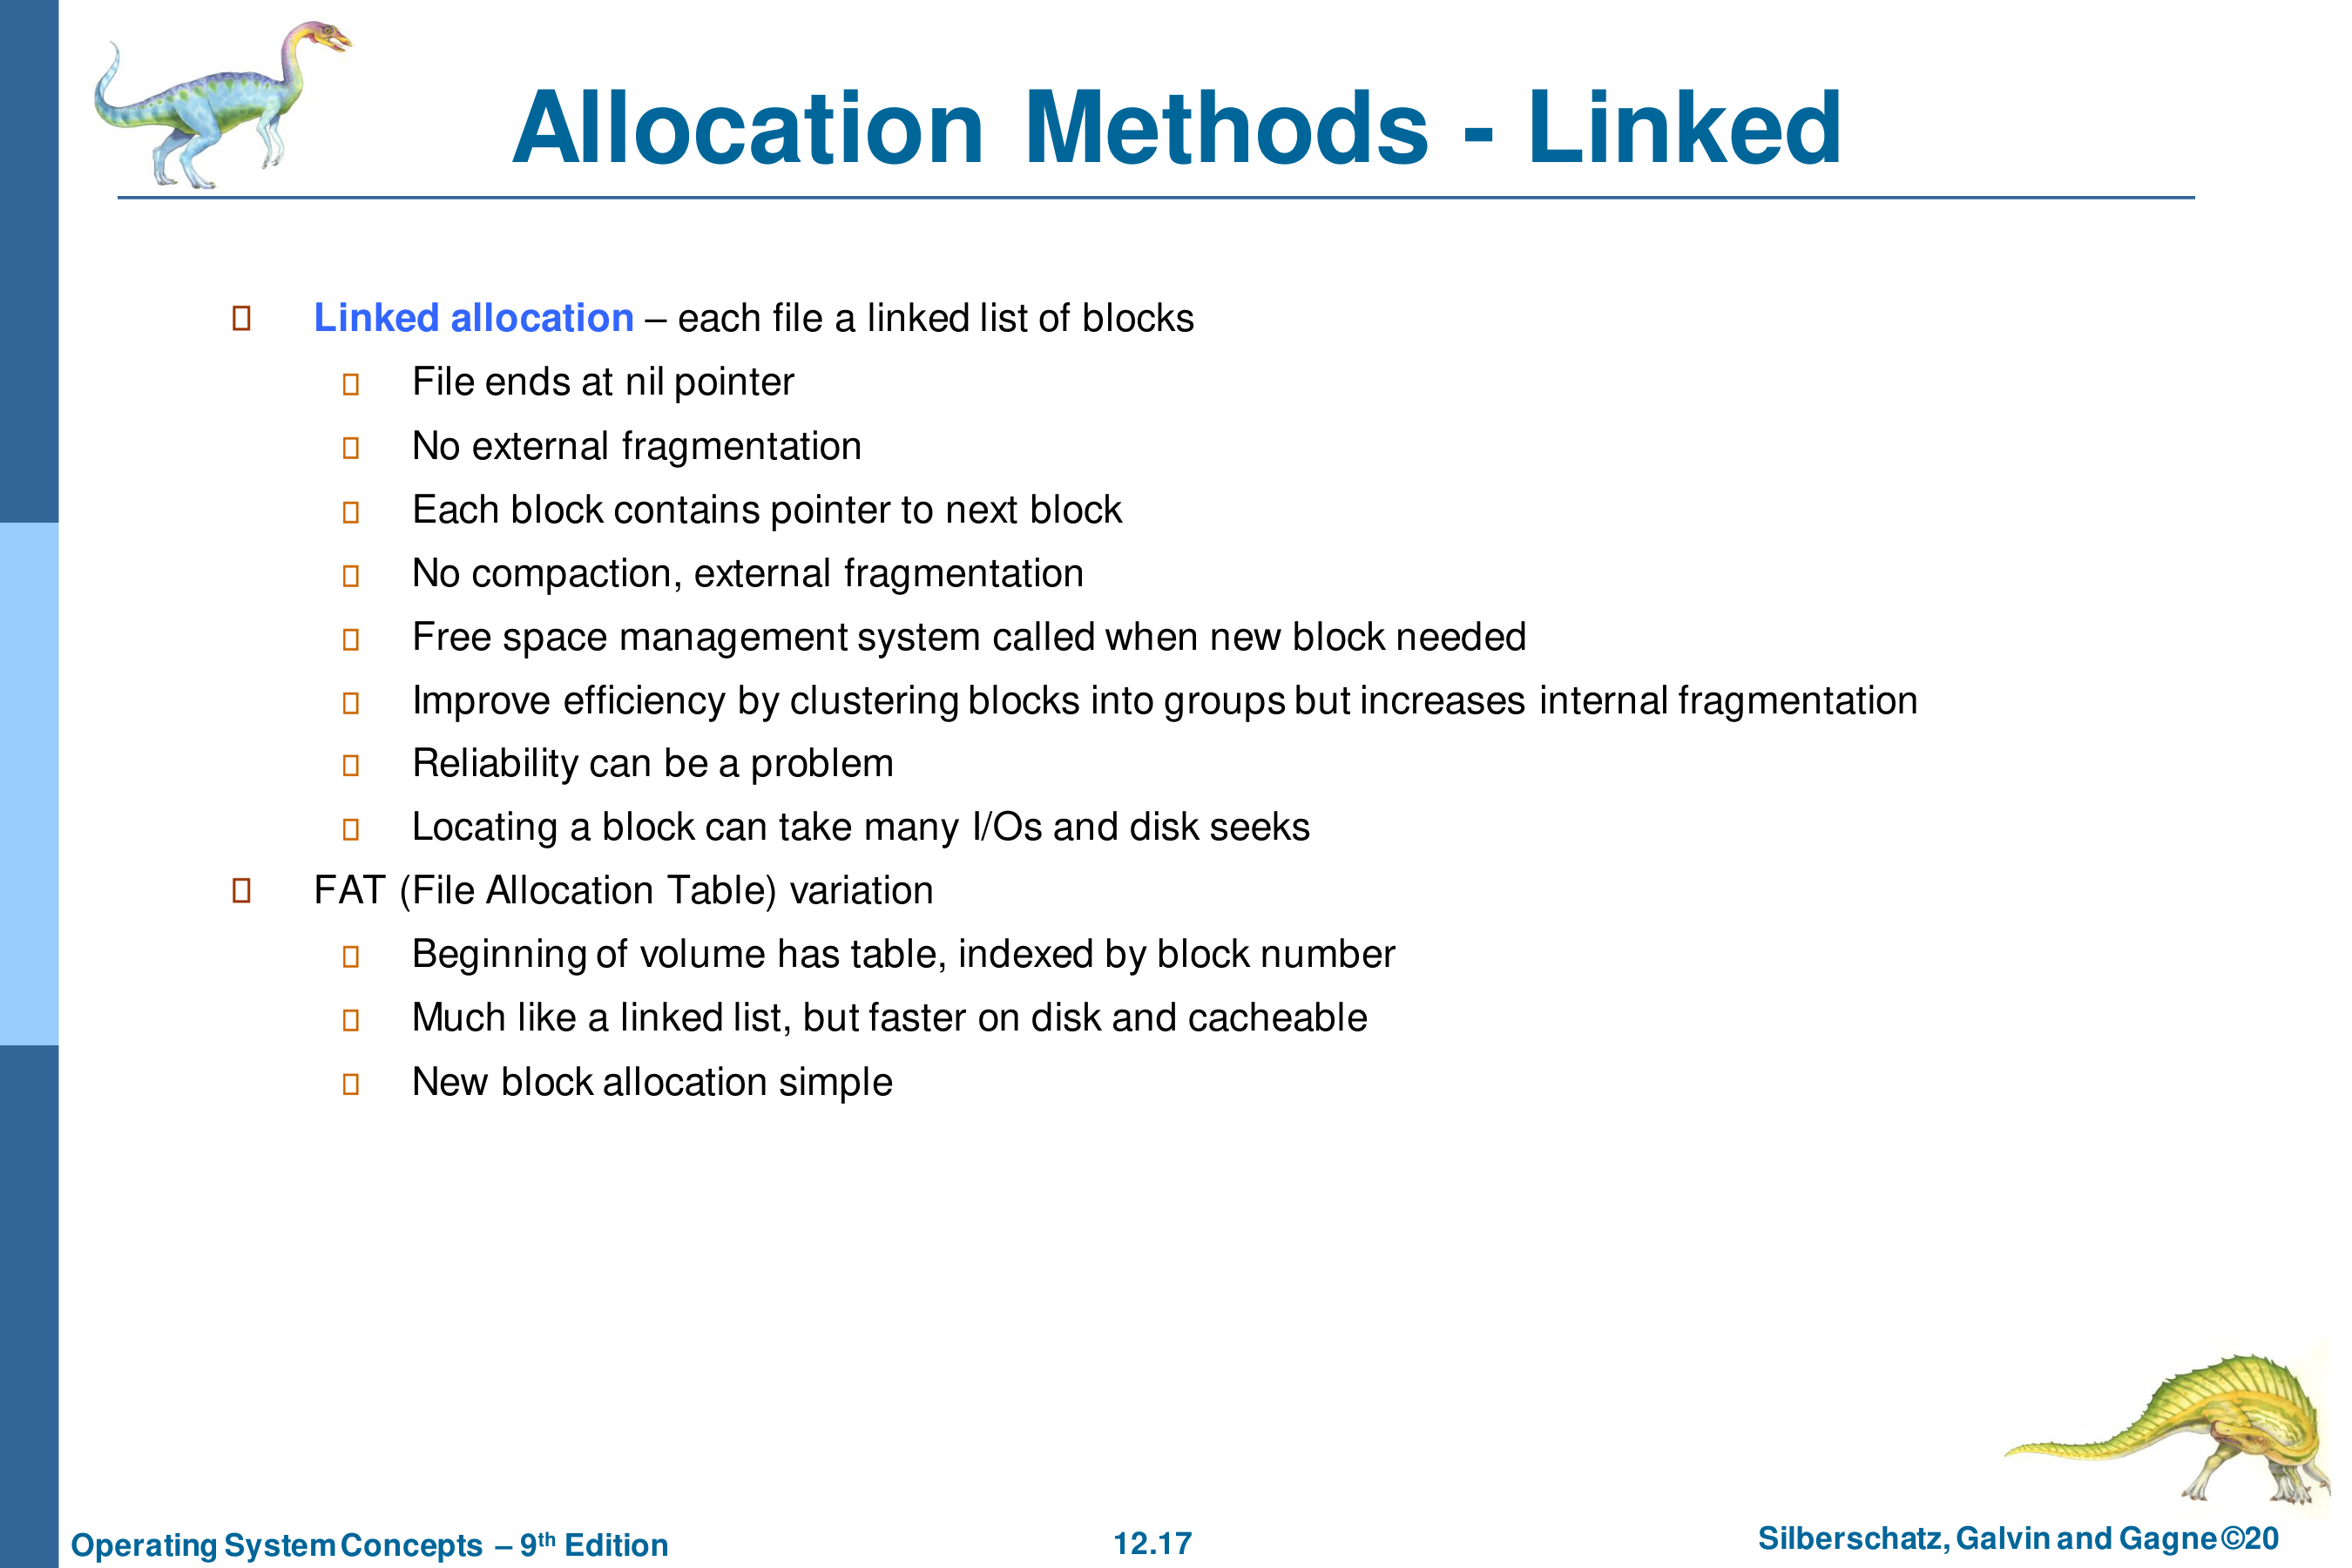 Allocation Methods - Linked
Linked allocation – each file a linked list of blocks
File ends at nil pointer
No external fragmentation
Each block contains pointer to next block
No compaction, external fragmentation
Free space management system called when new block needed
Improve efficiency by clustering blocks into groups but increases internal fragmentation
Reliability can be a problem
Locating a block can take many I/Os and disk seeks
FAT (File Allocation Table) variation
Beginning of volume has table, indexed by block number
Much like a linked list, but faster on disk and cacheable
New block allocation simple
Operating System Concepts – 9th Edition
12.17
Silberschatz, Galvin and Gagne ©20